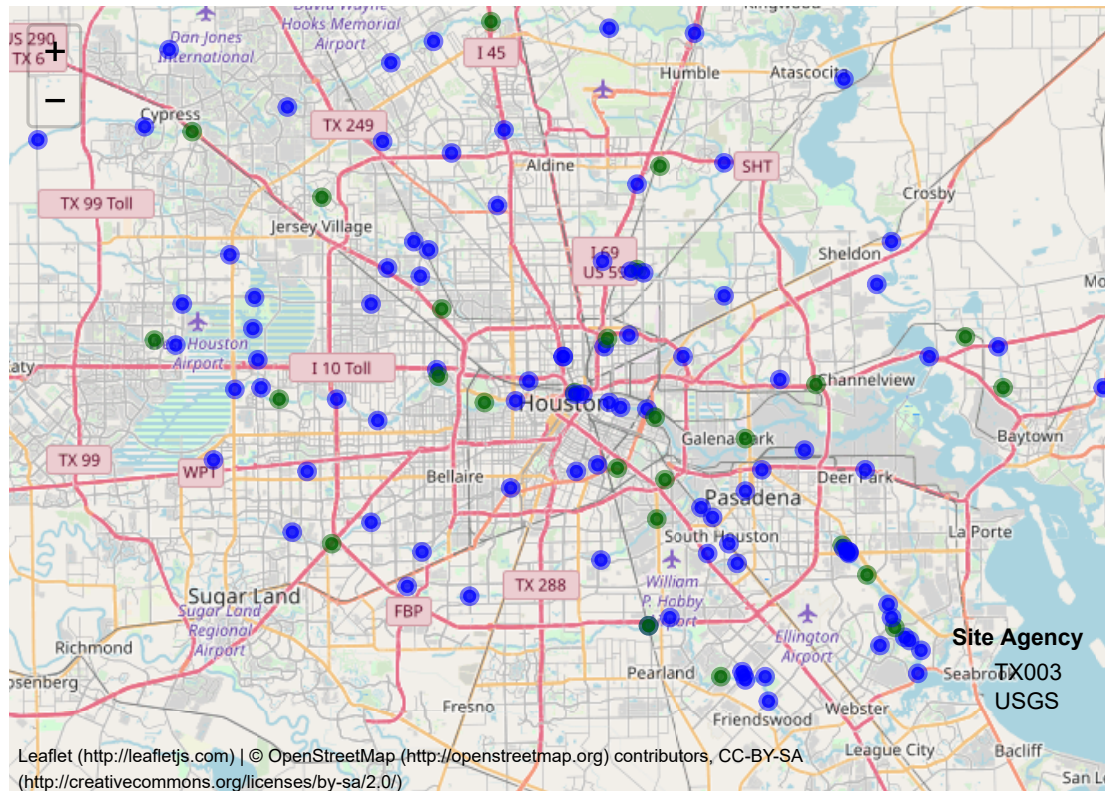 Kingwood
David Wayne
Hooks Memorial
Airport
US 290
TX 6
+
−
Dan Jones
International
I 45
Humble
Atascocita
Cypress
TX 249
Aldine
SHT
TX 99 Toll
Crosby
Jersey Village
I 69
US 59
Sheldon
Houston
Airport
I 10 Toll
Channelview
Houston
Galena Park
Baytown
TX 99
WPT
Bellaire
Deer Park
Pasadena
South Houston
La Porte
William
P. Hobby
Airport
TX 288
Sugar Land
Sugar Land
Regional
Airport
FBP
Ellington
Airport
Richmond
Site Agency
Pearland
Seabrook
TX003
USGS
Fresno
Friendswood
Webster
League City
Bacliff
Leaflet (http://leafletjs.com) | © OpenStreetMap (http://openstreetmap.org) contributors, CC-BY-SA
(http://creativecommons.org/licenses/by-sa/2.0/)